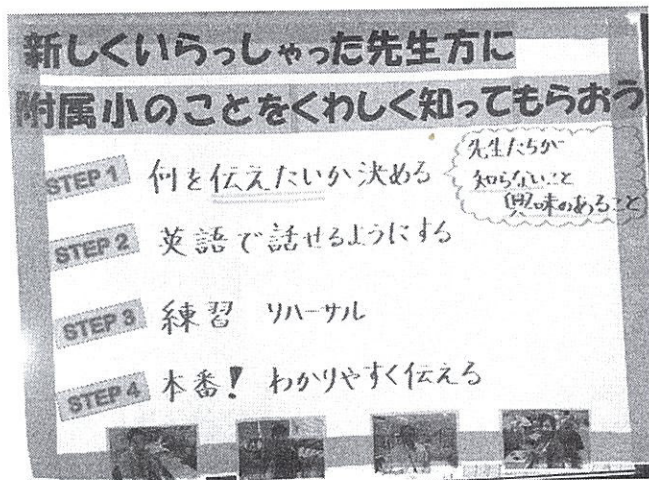 新しくいらっしゃった先生方に
附属小のことをくわしく知ってもらおう
STEP 1 何を伝えたいか決める
先生たちが
知らないこと
興味のあること
STEP 2 英語で話せるようにする
STEP 3 練習 リハーサル
STEP 4 本番! わかりやすく伝える